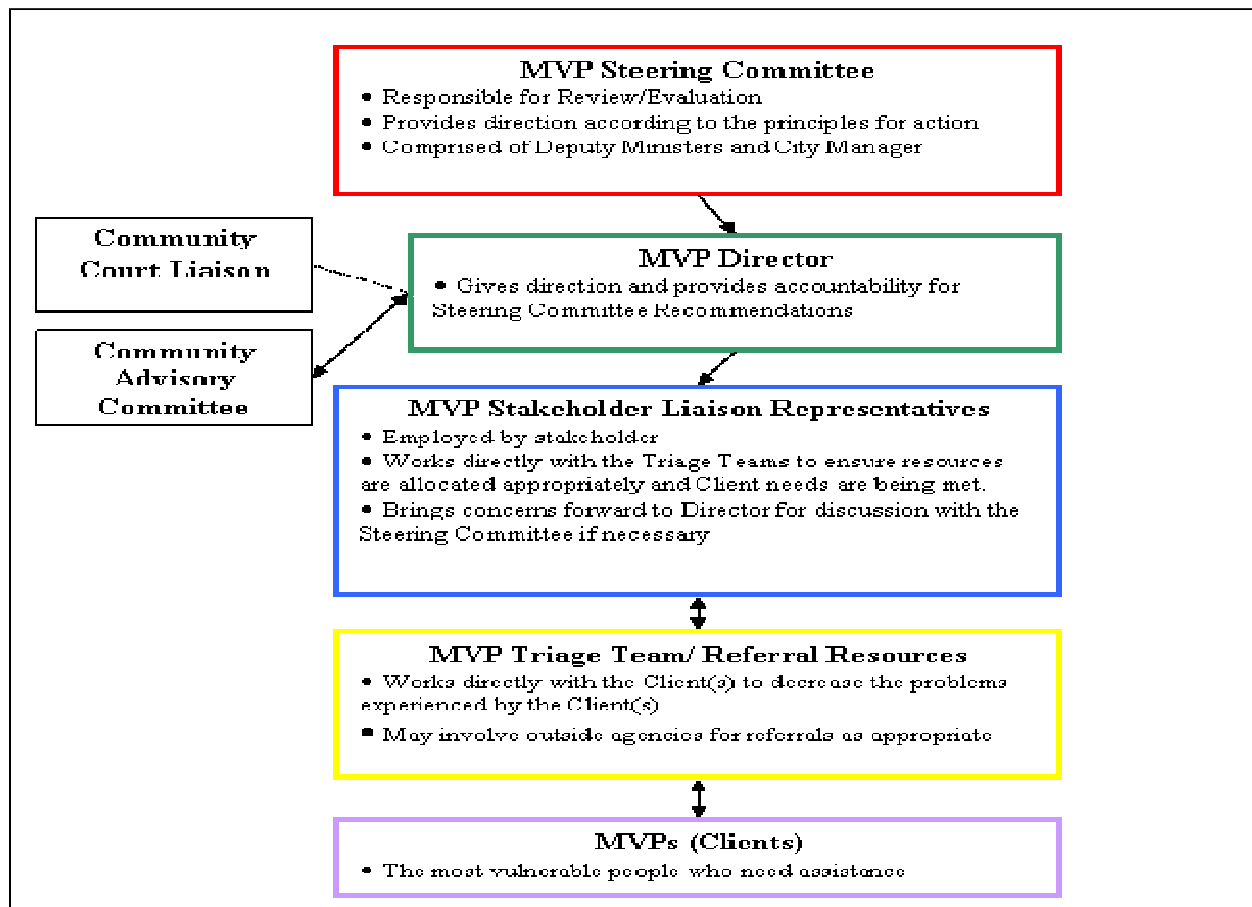 MVP Steering Committee
• Responsible for Review/Evaluation
• Provides direction according to the principles for action
• Comprised of Deputy Ministers and City Manager
Community
Court Liaison
MVP Director
• Gives direction and provides accountability for
Steering Committee Recommendations
Community
Advisory
Committee
MVP Stakeholder Liaison Representatives
• Employed by stakeholder
• Works directly with the Triage Teams to ensure resources
are allocated appropriately and Client needs are being met.
• Brings concerns forward to Director for discussion with the
Steering Committee if necessary
MVP Triage Team/ Referral Resources
• Works directly with the Client(s) to decrease the problems
experienced by the Client(s)
• May involve outside agencies for referrals as appropriate
MVPs (Clients)
• The most vulnerable people who need assistance